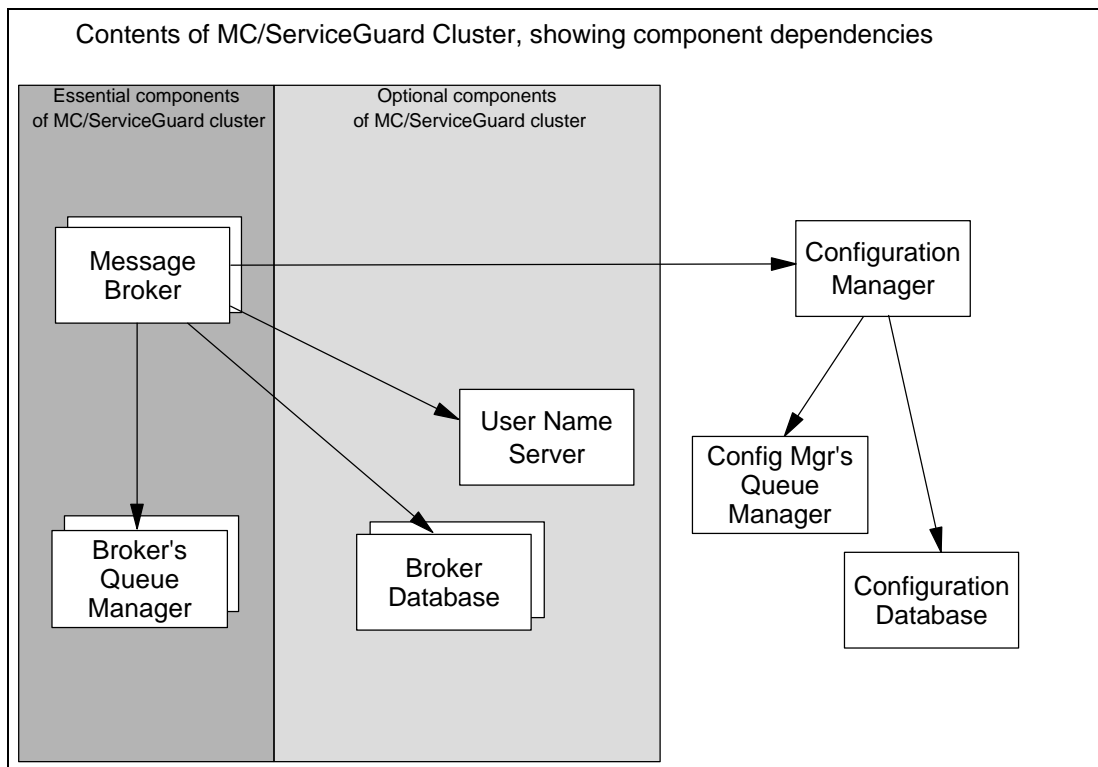 Contents of MC/ServiceGuard Cluster, showing component dependencies
Essential components
of MC/ServiceGuard cluster
Optional components
of MC/ServiceGuard cluster
Message
Broker
Configuration
Manager
User Name
Server
Config Mgr's
Queue
Manager
Broker's
Queue
Manager
Broker
Database
Configuration
Database